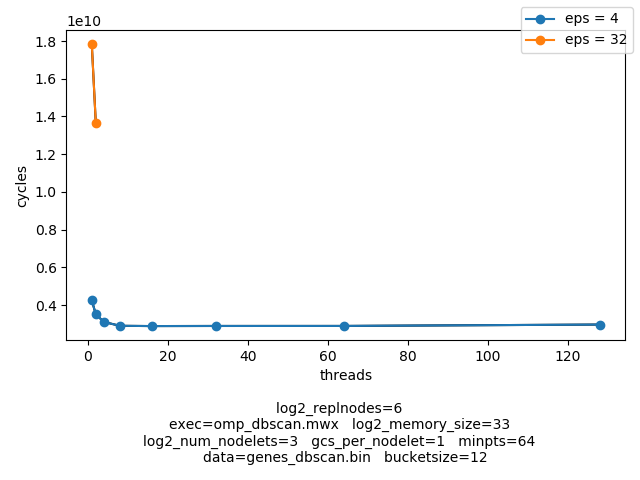 1e10
eps = 4
eps = 32
1.8
1.6
1.4
1.2
1.0
0.8
0.6
0.4
cycles
0 20 40 60 80 100 120
threads
log2_replnodes=6
exec=omp_dbscan.mwx log2_memory_size=33
log2_num_nodelets=3 gcs_per_nodelet=1 minpts=64
data=genes_dbscan.bin bucketsize=12